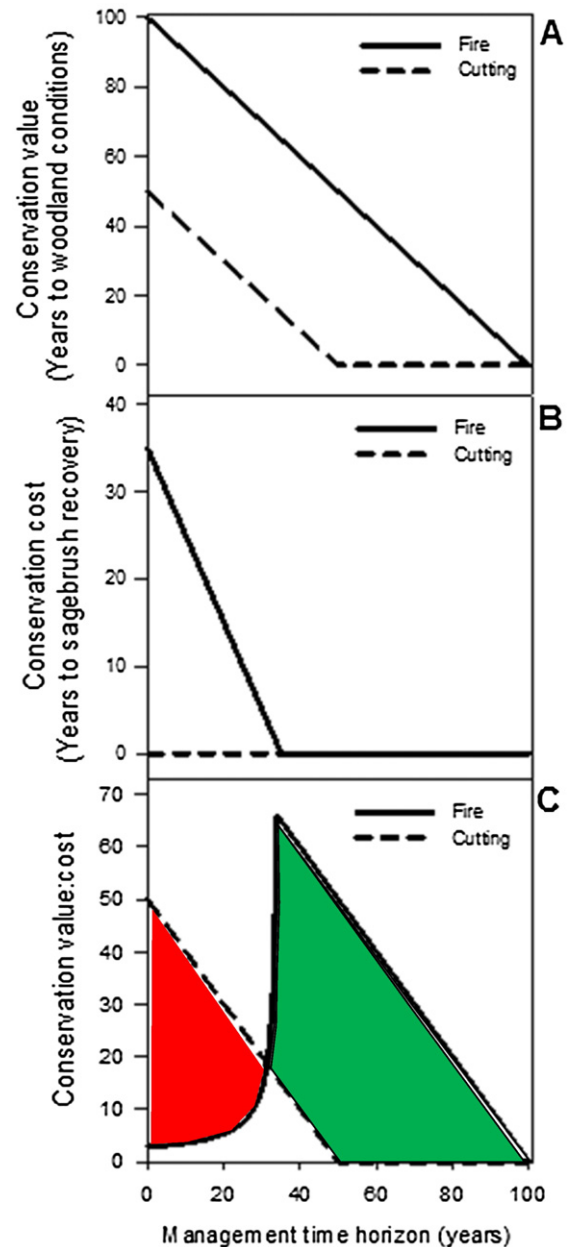 A
Fire
Cutting
Conservation value
(Years to woodland conditions)
100
80
60
40
20
0
B
Fire
Cutting
Conservation cost
(Years to sagebrush recovery)
40
30
20
10
0
C
Fire
Cutting
Conservation value:cost
70
60
50
40
30
20
10
0
0 20 40 60 80 100
Management time horizon (years)